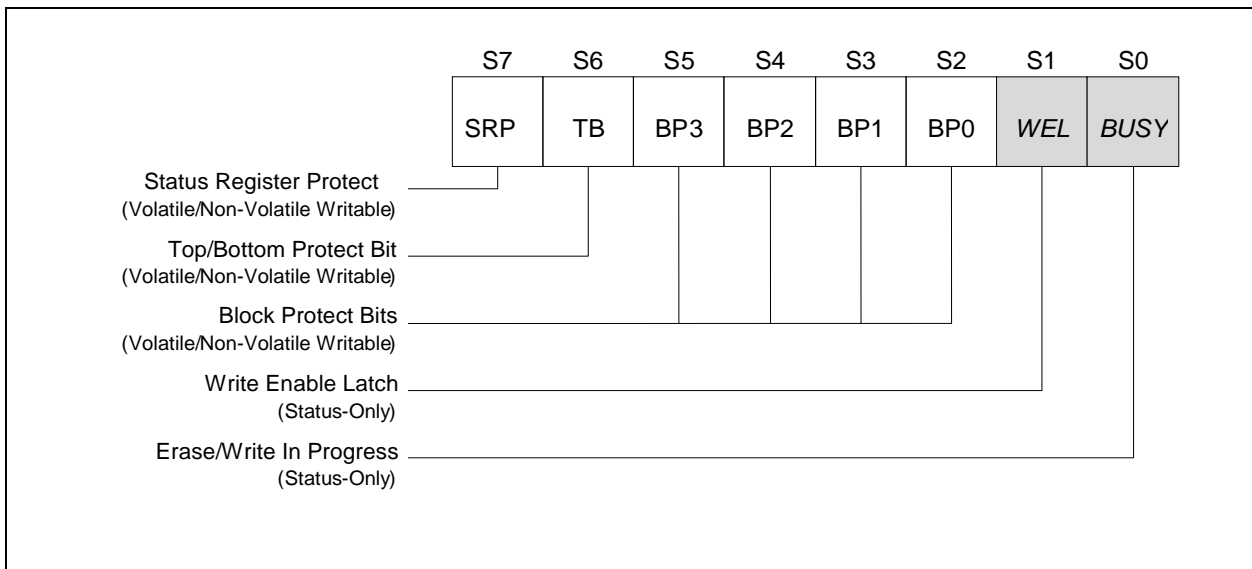 S7 S6 S5 S4 S3 S2 S1 S0
SRP TB BP3 BP2 BP1 BP0 WEL BUSY
Status Register Protect
(Volatile/Non-Volatile Writable)
Top/Bottom Protect Bit
(Volatile/Non-Volatile Writable)
Block Protect Bits
(Volatile/Non-Volatile Writable)
Write Enable Latch
(Status-Only)
Erase/Write In Progress
(Status-Only)